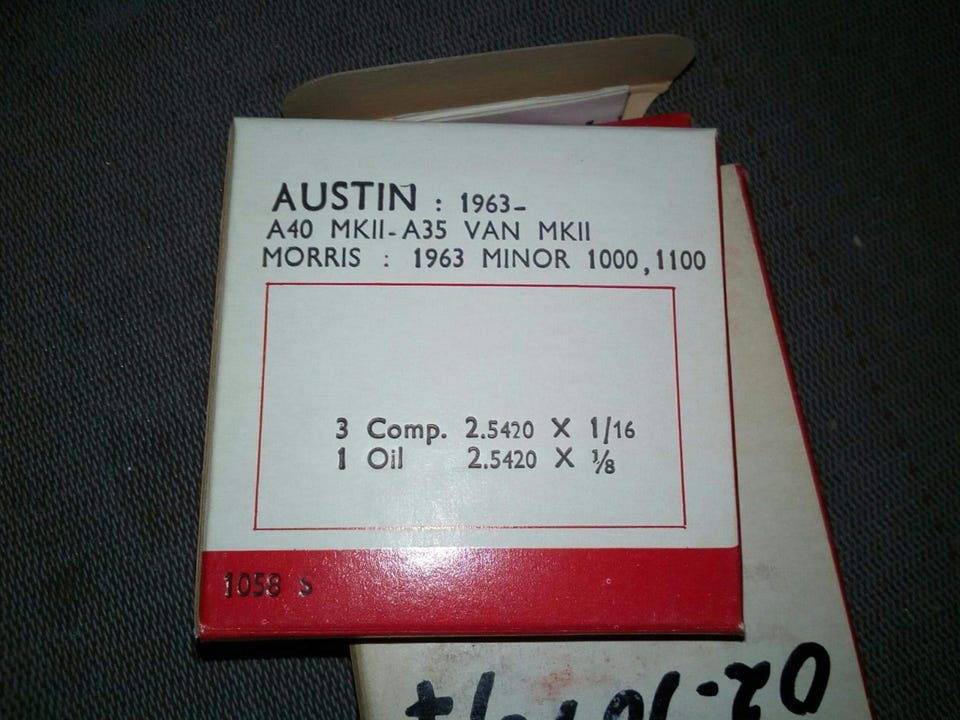 AUSTIN : 1963-
A40 MKII-A35 VAN MKII
MORRIS : 1963 MINOR 1000, 1100
3 Comp. 2.5420 X 1/16
1 Oil 2.5420 X 1/8
1058 S